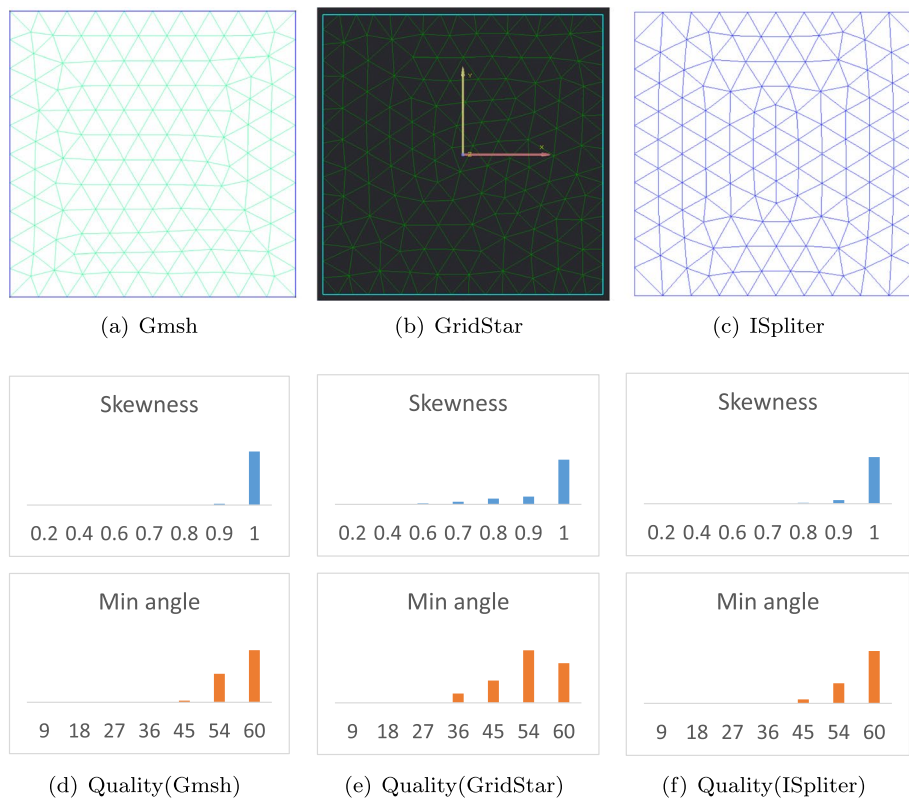 Y
X
(a) Gmsh
(b) GridStar
(c) ISpliter
Skewness
0.2 0.4 0.6 0.7 0.8 0.9 1
Skewness
0.2 0.4 0.6 0.7 0.8 0.9 1
Skewness
0.2 0.4 0.6 0.7 0.8 0.9 1
Min angle
9 18 27 36 45 54 60
Min angle
9 18 27 36 45 54 60
Min angle
9 18 27 36 45 54 60
(d) Quality(Gmsh)
(e) Quality(GridStar)
(f) Quality(ISpliter)